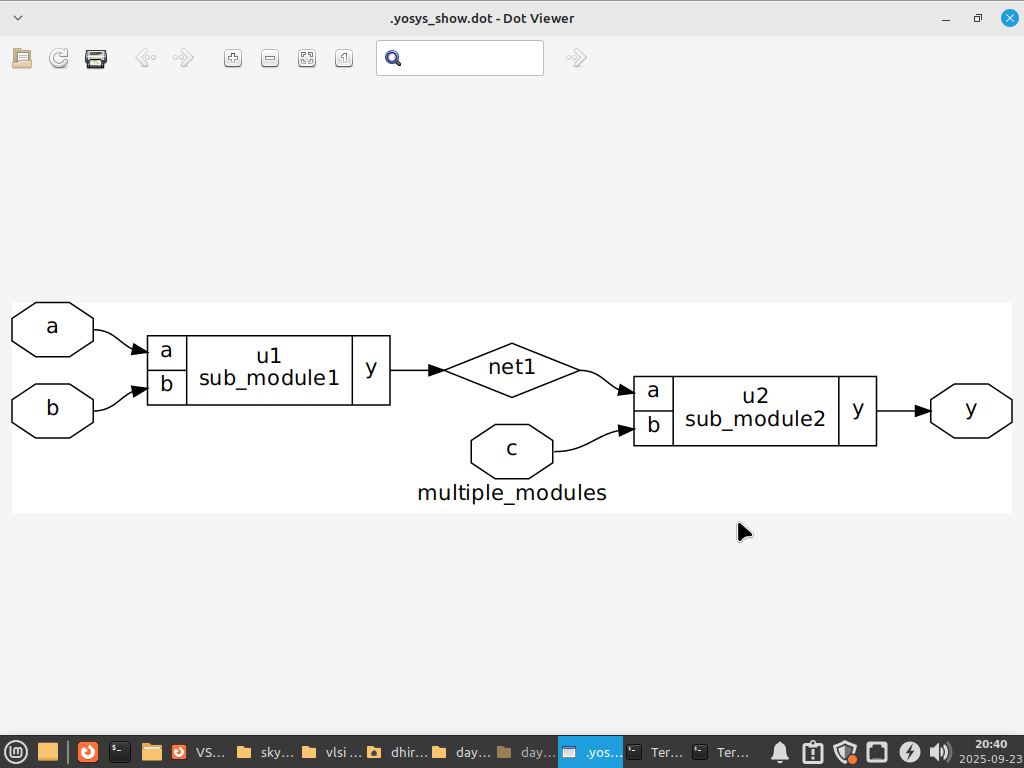 .yosys_show.dot - Dot Viewer
a
b
a
b
u1
sub_module1
y
net1
c
a
b
u2
sub_module2
y
y
multiple_modules
VS...
sky...
vlsi ...
dhir...
day...
day...
.yos...
Ter...
Ter...
20:40
2025-09-23